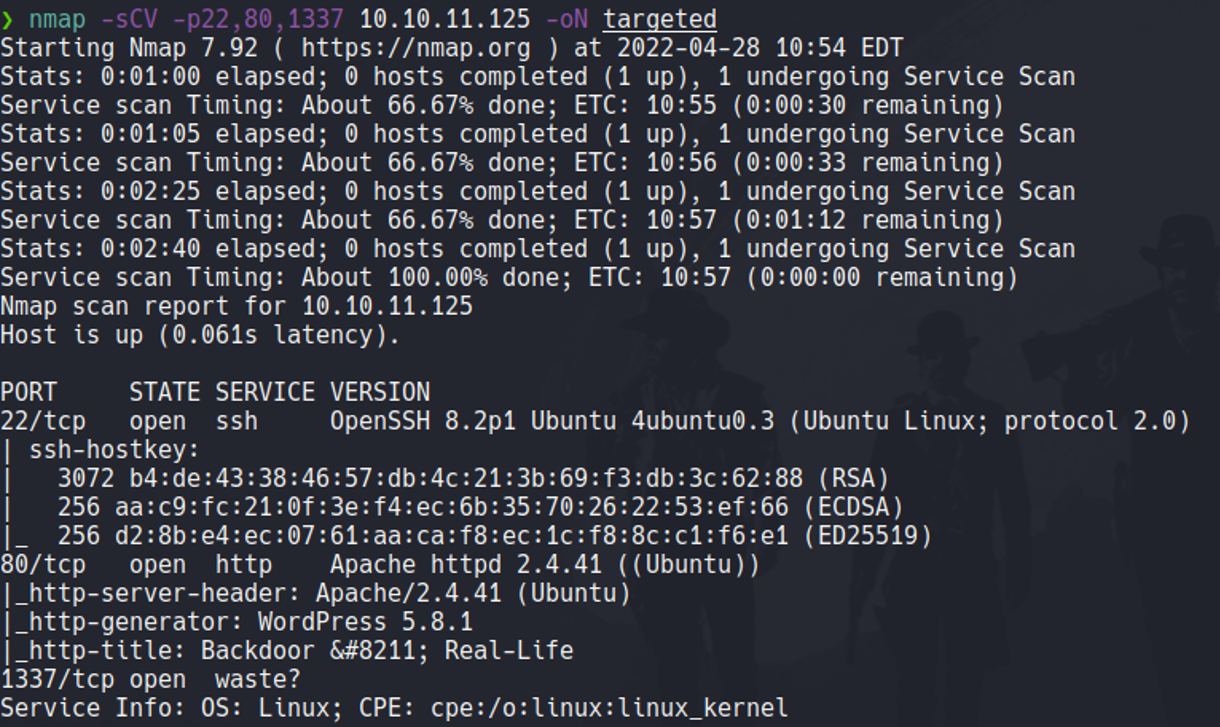 ❯ nmap -sCV -p22,80,1337 10.10.11.125 -oN targeted
Starting Nmap 7.92 ( https://nmap.org ) at 2022-04-28 10:54 EDT
Stats: 0:01:00 elapsed; 0 hosts completed (1 up), 1 undergoing Service Scan
Service scan Timing: About 66.67% done; ETC: 10:55 (0:00:30 remaining)
Stats: 0:01:05 elapsed; 0 hosts completed (1 up), 1 undergoing Service Scan
Service scan Timing: About 66.67% done; ETC: 10:56 (0:00:33 remaining)
Stats: 0:02:25 elapsed; 0 hosts completed (1 up), 1 undergoing Service Scan
Service scan Timing: About 66.67% done; ETC: 10:57 (0:01:12 remaining)
Stats: 0:02:40 elapsed; 0 hosts completed (1 up), 1 undergoing Service Scan
Service scan Timing: About 100.00% done; ETC: 10:57 (0:00:00 remaining)
Nmap scan report for 10.10.11.125
Host is up (0.061s latency).
PORT     STATE SERVICE VERSION
22/tcp   open  ssh     OpenSSH 8.2p1 Ubuntu 4ubuntu0.3 (Ubuntu Linux; protocol 2.0)
| ssh-hostkey:
|   3072 b4:de:43:38:46:57:db:4c:21:3b:69:f3:db:3c:62:88 (RSA)
|   256 aa:c9:fc:21:0f:3e:f4:ec:6b:35:70:26:22:53:ef:66 (ECDSA)
|_  256 d2:8b:e4:ec:07:61:aa:ca:f8:ec:1c:f8:8c:c1:f6:e1 (ED25519)
80/tcp   open  http    Apache httpd 2.4.41 ((Ubuntu))
|_http-server-header: Apache/2.4.41 (Ubuntu)
|_http-generator: WordPress 5.8.1
|_http-title: Backdoor &#8211; Real-Life
1337/tcp open  waste?
Service Info: OS: Linux; CPE: cpe:/o:linux:linux_kernel